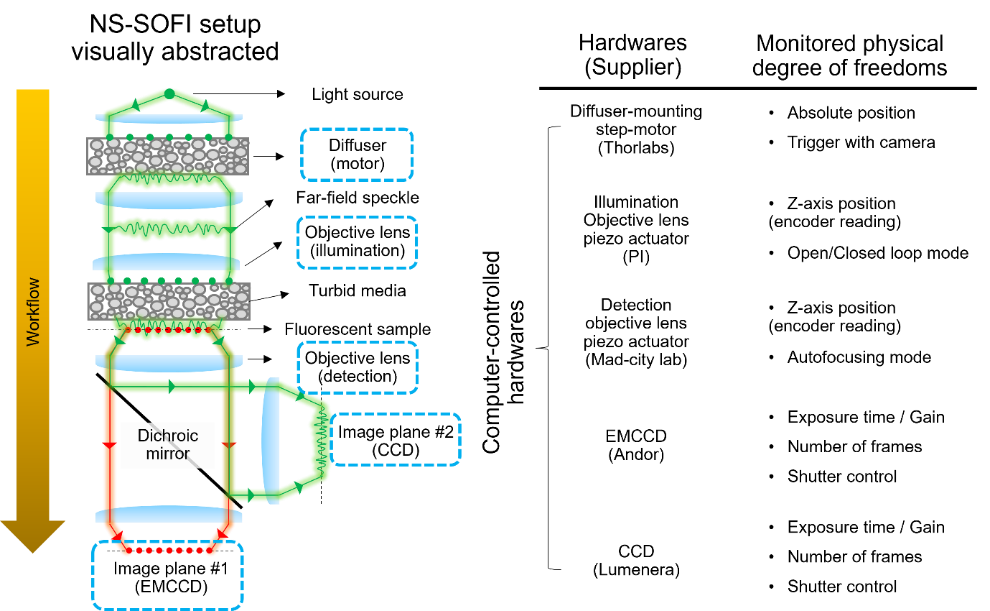 NS-SOFI setup
visually abstracted
Workflow
Light source
Diffuser
(motor)
Far-field speckle
Objective lens
(illumination)
Turbid media
Fluorescent sample
Objective lens
(detection)
Dichroic
mirror
Image plane #2
(CCD)
Image plane #1
(EMCCD)
Computer-controlled
hardwares
Hardwares
(Supplier)
Monitored physical
degree of freedoms
Diffuser-mounting
step-motor
(Thorlabs)
• Absolute position
• Trigger with camera
Illumination
Objective lens
piezo actuator
(PI)
• Z-axis position
(encoder reading)
• Open/Closed loop mode
Detection
objective lens
piezo actuator
(Mad-city lab)
• Z-axis position
(encoder reading)
• Autofocusing mode
EMCCD
(Andor)
• Exposure time / Gain
• Number of frames
• Shutter control
CCD
(Lumenera)
• Exposure time / Gain
• Number of frames
• Shutter control